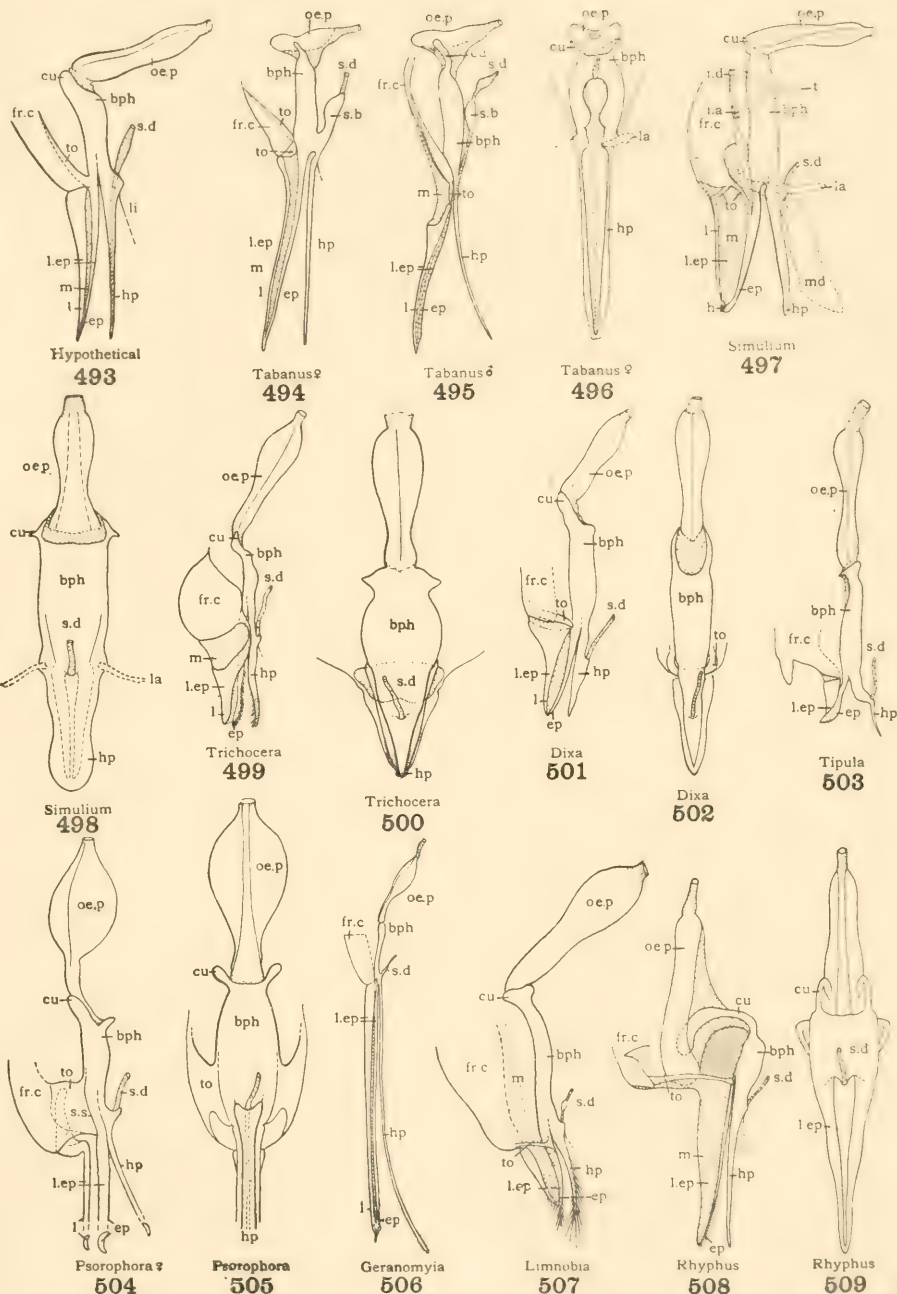 oe.p
cu
oe.p
bph
fr.c
s.d
to
li
l.ep
m
l
hp
ep
Hypothetical
493
oe.p
bph
s.d
to
fr.c
s.b
to
l.ep
hp
m
l
ep
Tabanus♀
494
oe.p
cu
s.d
fr.c
s.b
bph
m
to
hp
l.ep
l
ep
Tabanus♂
495
oe.p
cu
bph
la
hp
Tabanus ♀
496
oe.p
cu
t
bph
fr.c
s.d
la
to
l
m
l.ep
md
h
ep
hp
Simulium
497
oe.p
cu
bph
s.d
la
hp
Simulium
498
oe.p
cu
bph
s.d
fr.c
m
hp
l.ep
l
ep
Trichocera
499
bph
s.d
hp
Trichocera
500
oe.p
cu
bph
fr.c
s.d
to
l.ep
hp
l
ep
Dixa
501
bph
to
Dixa
502
oe.p
bph
s.d
fr.c
l.ep
ep
hp
Tipula
503
oe.p
cu
bph
to
s.d
fr.c
s.s.
hp
l.ep
l
ep
Psorophora♀
504
oe.p
cu
bph
to
hp
Psorophora
505
oe.p
fr.c
bph
s.d
l.ep
hp
l
ep
Geranomyia
506
oe.p
cu
bph
fr.c
m
s.d
to
hp
l.ep
ep
Limnobia
507
oe p
cu
fr.c
bph
s.d
to
m
hp
l.ep
ep
Rhyphus
508
cu
s.d
l.ep
Rhyphus
509